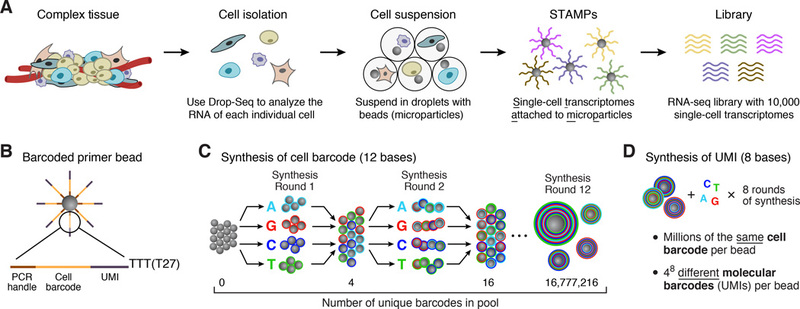 A
Complex tissue
Cell isolation
Cell suspension
STAMPs
Library
Use Drop-Seq to analyze the
RNA of each individual cell
Suspend in droplets with
beads (microparticles)
Single-cell transcriptomes
attached to microparticles
RNA-seq library with 10,000
single-cell transcriptomes
B
Barcoded primer bead
TTT(T27)
PCR
handle
Cell
barcode
UMI
C
Synthesis of cell barcode (12 bases)
Synthesis
Round 1
Synthesis
Round 2
Synthesis
Round 12
A
G
C
T
A
G
C
T
...
0
4
16
16,777,216
Number of unique barcodes in pool
D
Synthesis of UMI (8 bases)
+
C T
A G
×
8 rounds
of synthesis
• Millions of the same cell
barcode per bead
• 4⁸ different molecular
barcodes (UMIs) per bead